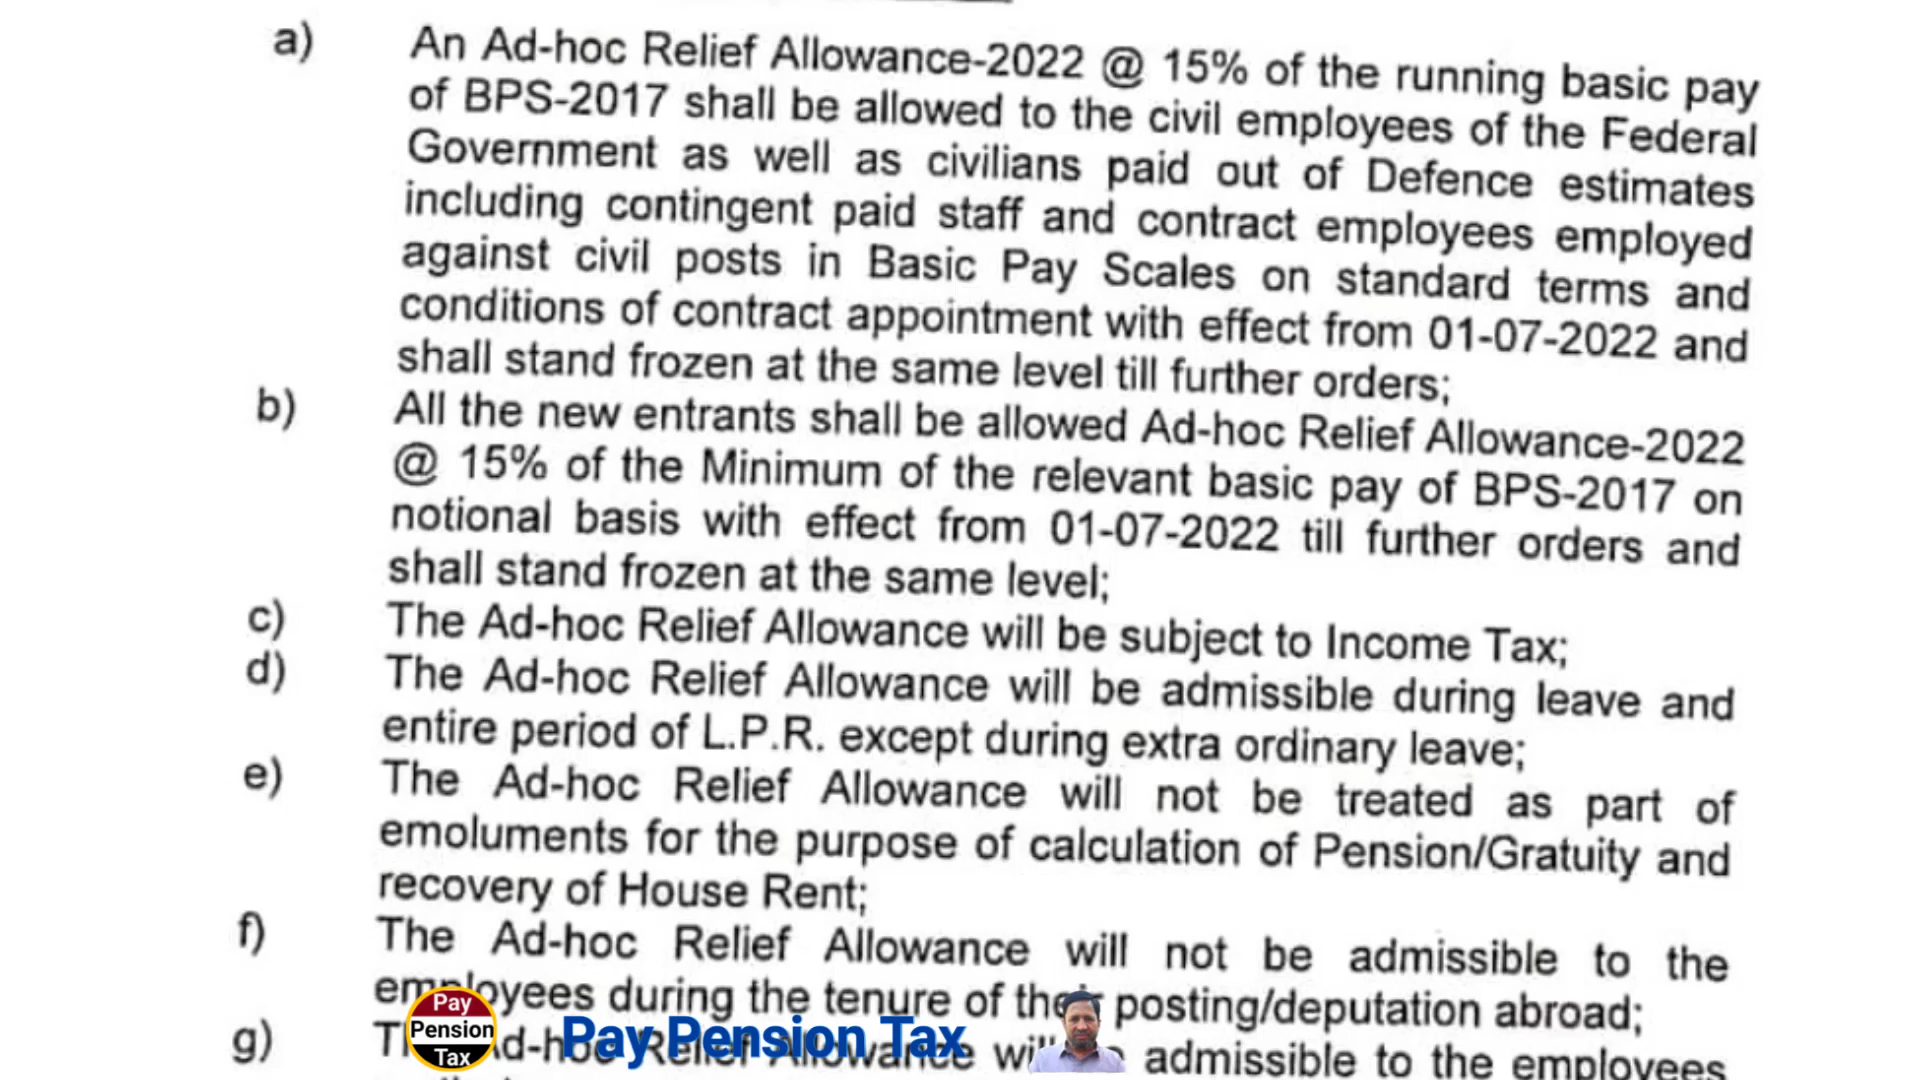 a) An Ad-hoc Relief Allowance-2022 @ 15% of the running basic pay
of BPS-2017 shall be allowed to the civil employees of the Federal
Government as well as civilians paid out of Defence estimates
including contingent paid staff and contract employees employed
against civil posts in Basic Pay Scales on standard terms and
conditions of contract appointment with effect from 01-07-2022 and
shall stand frozen at the same level till further orders;
b) All the new entrants shall be allowed Ad-hoc Relief Allowance-2022
@ 15% of the Minimum of the relevant basic pay of BPS-2017 on
notional basis with effect from 01-07-2022 till further orders and
shall stand frozen at the same level;
c) The Ad-hoc Relief Allowance will be subject to Income Tax;
d) The Ad-hoc Relief Allowance will be admissible during leave and
entire period of L.P.R. except during extra ordinary leave;
e) The Ad-hoc Relief Allowance will not be treated as part of
emoluments for the purpose of calculation of Pension/Gratuity and
recovery of House Rent;
f) The Ad-hoc Relief Allowance will not be admissible to the
employees during the tenure of their posting/deputation abroad;
g) The Ad-hoc Relief Allowance will admissible to the employees
Pay
Pension
Tax
Pay Pension Tax